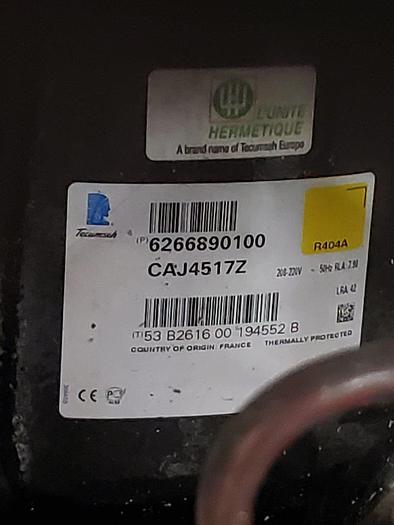 L'UNITE
HERMETIQUE
A brand name of Tecumseh Europe
Tecumseh
(P) 6266890100
R404A
CAJ4517Z
208-220V ~ 50Hz RLA: 7.90
LRA: 42
(T) 53 B2616 00 194552 B
COUNTRY OF ORIGIN: FRANCE THERMALLY PROTECTED
CE